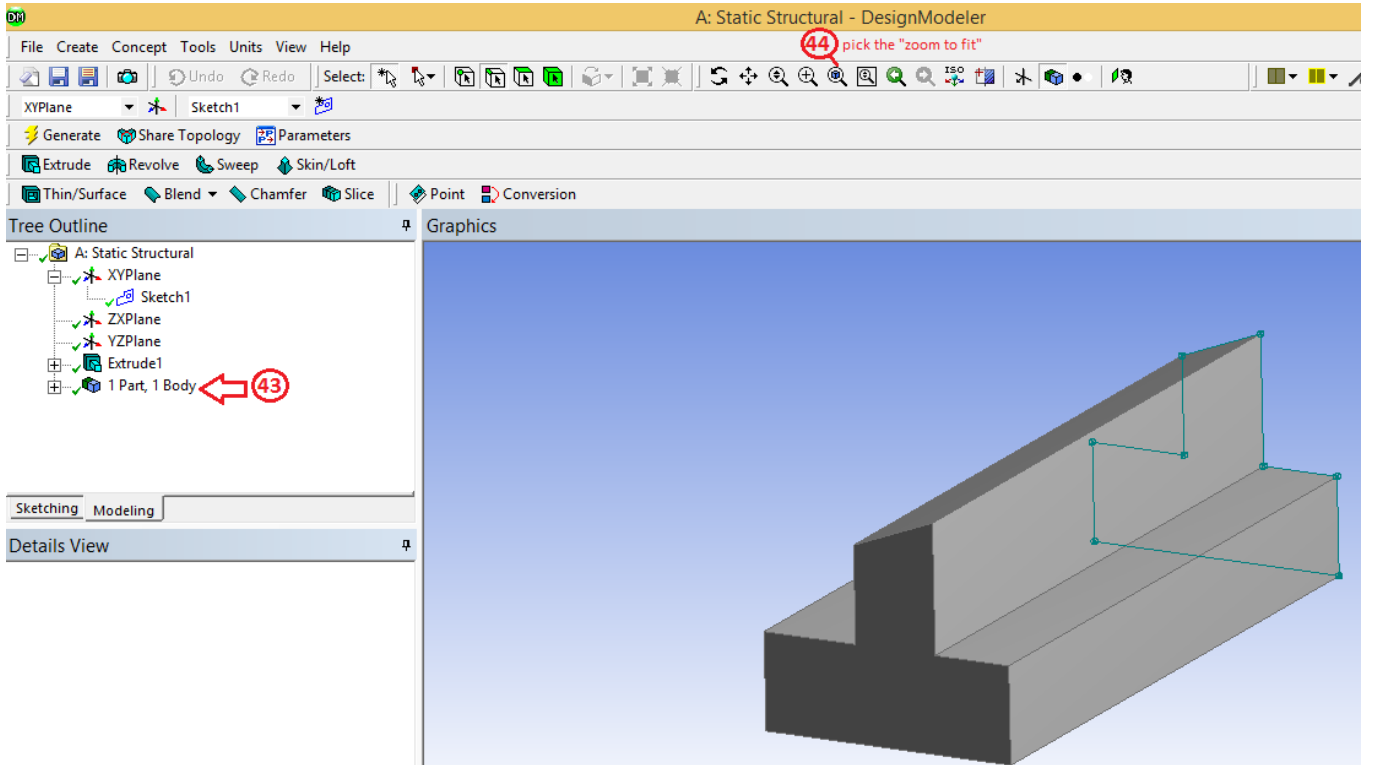 DM A: Static Structural - DesignModeler
File Create Concept Tools Units View Help 44 pick the "zoom to fit"
Undo Redo Select: ISO
XYPlane Sketch1
Generate Share Topology Parameters
Extrude Revolve Sweep Skin/Loft
Thin/Surface Blend Chamfer Slice Point Conversion
Tree Outline Graphics
A: Static Structural
XYPlane
Sketch1
ZXPlane
YZPlane
Extrude1
1 Part, 1 Body 43
Sketching Modeling
Details View